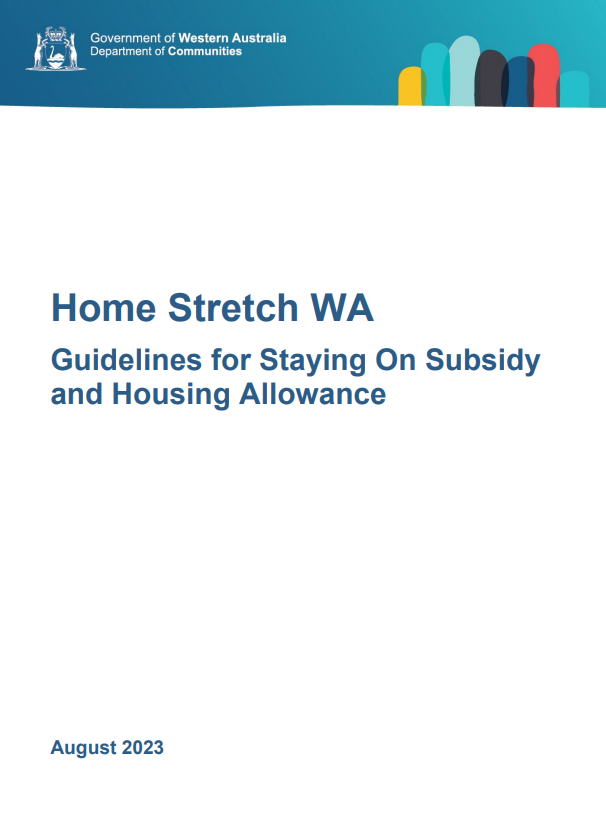 Government of Western Australia
Department of Communities
Home Stretch WA
Guidelines for Staying On Subsidy
and Housing Allowance
August 2023